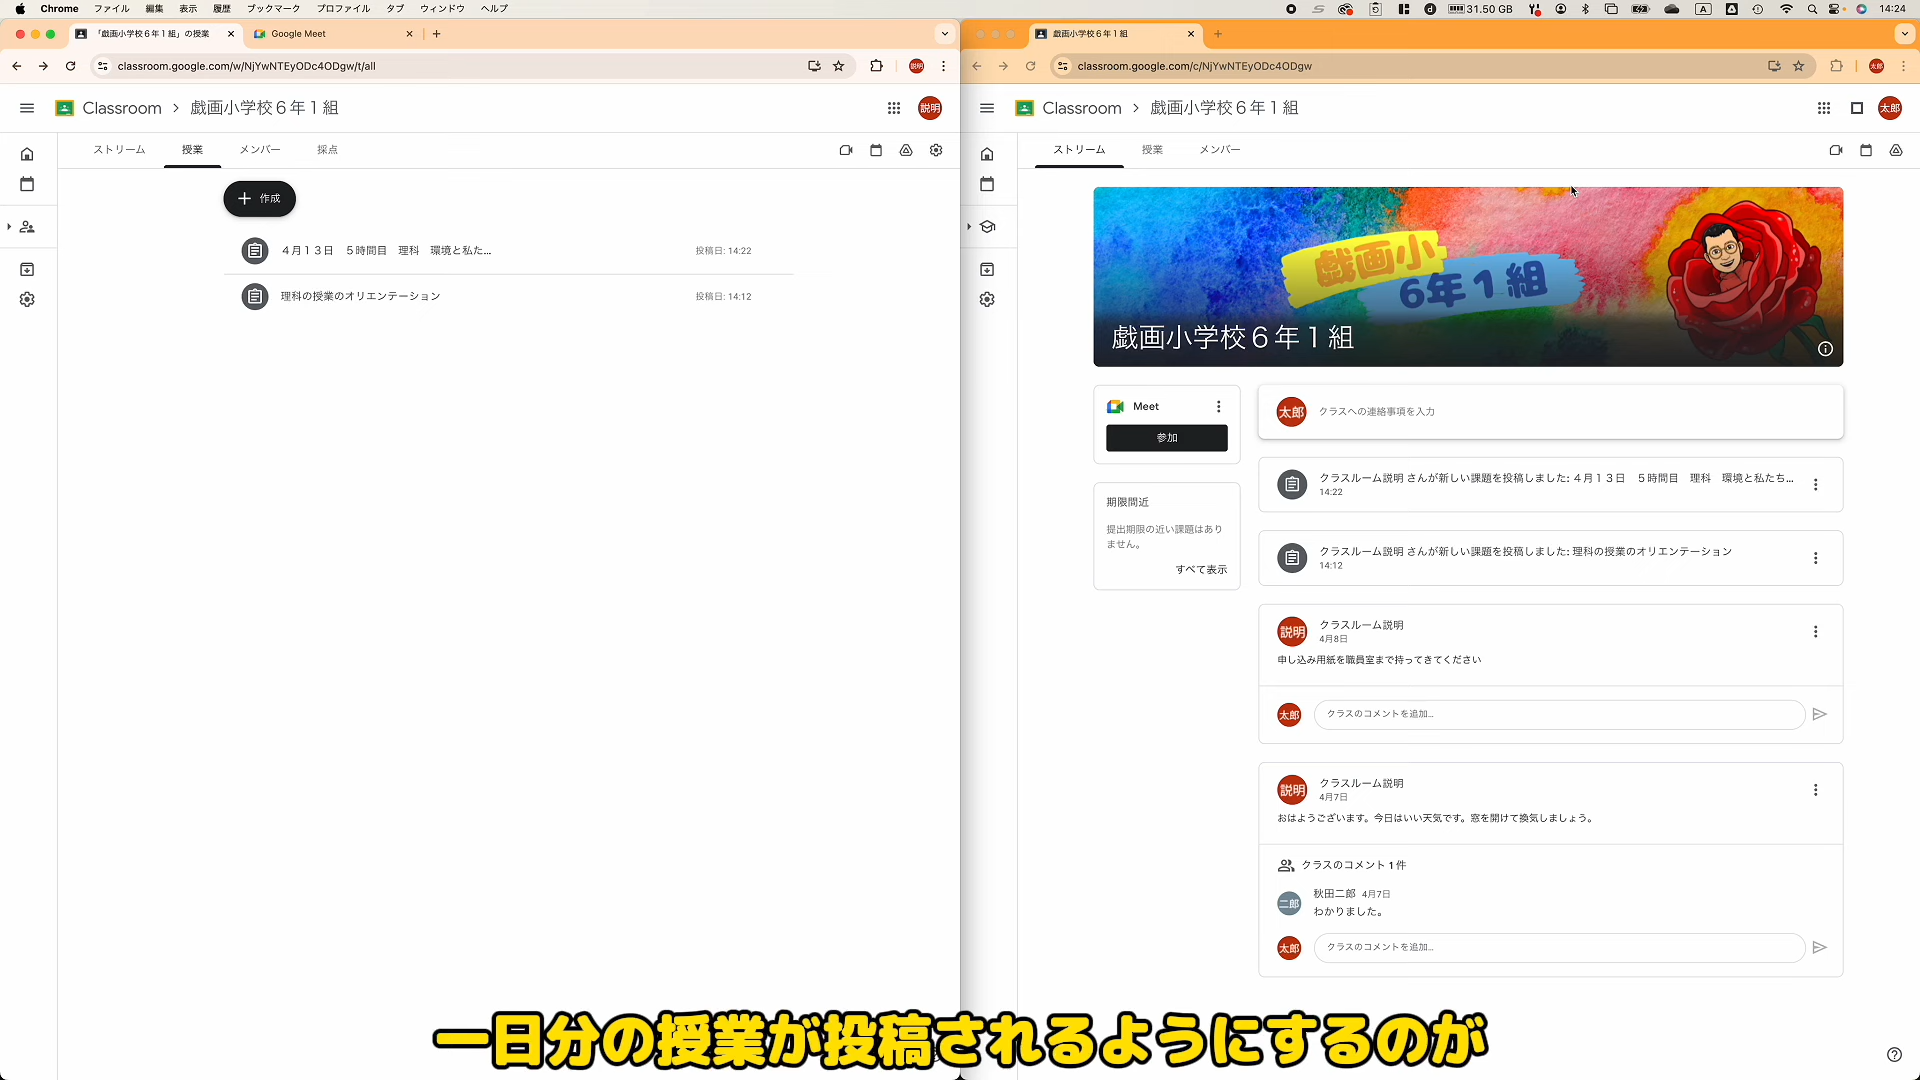 Chrome ファイル 編集 表示 履歴 ブックマーク プロファイル タブ ウィンドウ ヘルプ
31.50 GB
A
14:24
「戯画小学校６年１組」の授業
Google Meet
classroom.google.com/w/NjYwNTEyODc4ODgw/t/all
説明
Classroom
戯画小学校６年１組
説明
ストリーム 授業 メンバー 採点
作成
４月１３日　５時間目　理科　環境と私た...
投稿日: 14:22
理科の授業のオリエンテーション
投稿日: 14:12
戯画小学校６年１組
classroom.google.com/c/NjYwNTEyODc4ODgw
太郎
Classroom
戯画小学校６年１組
太郎
ストリーム 授業 メンバー
戯画小
6年１組
戯画小学校６年１組
Meet
参加
期限間近
提出期限の近い課題はあり
ません。
すべて表示
太郎
クラスへの連絡事項を入力
クラスルーム説明 さんが新しい課題を投稿しました: ４月１３日　５時間目　理科　環境と私たち...
14:22
クラスルーム説明 さんが新しい課題を投稿しました: 理科の授業のオリエンテーション
14:12
説明
クラスルーム説明
4月8日
申し込み用紙を職員室まで持ってきてください
太郎
クラスのコメントを追加...
説明
クラスルーム説明
4月7日
おはようございます。今日はいい天気です。窓を開けて換気しましょう。
クラスのコメント 1 件
二郎
秋田二郎 4月7日
わかりました。
太郎
クラスのコメントを追加...
一日分の授業が投稿されるようにするのが